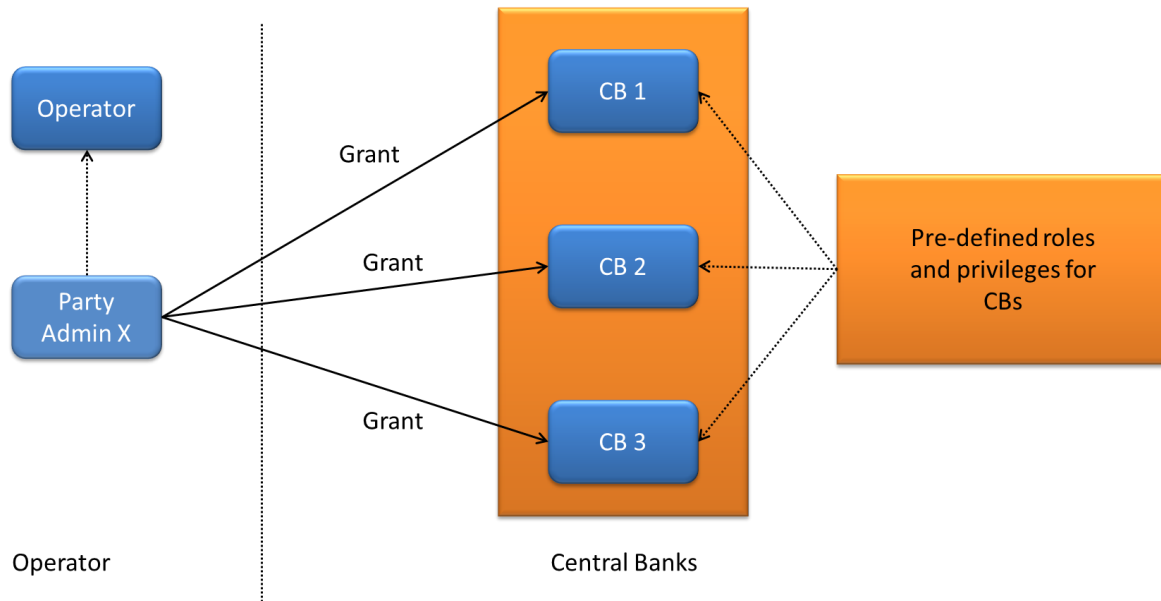 Operator
Party
Admin X
Grant
Grant
Grant
CB 1
CB 2
CB 3
Pre-defined roles
and privileges for
CBs
Operator
Central Banks